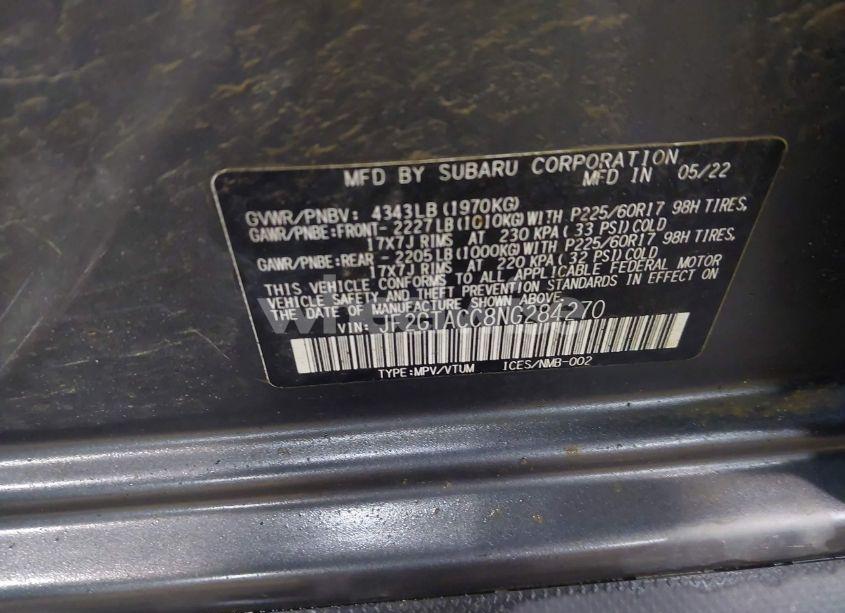 MFD BY SUBARU CORPORATION
MFD IN 05/22
GVWR/PNBV: 4343LB(1970KG)
GAWR/PNBE:FRONT- 2227LB(1010KG)WITH P225/60R17 98H TIRES,
17X7J RIMS AT 230 KPA( 33 PSI)COLD
GAWR/PNBE:REAR - 2205LB(1000KG)WITH P225/60R17 98H TIRES,
17X7J RIMS AT 220 KPA( 32 PSI)COLD
THIS VEHICLE CONFORMS TO ALL APPLICABLE FEDERAL MOTOR
VEHICLE SAFETY AND THEFT PREVENTION STANDARDS IN EFFECT ON
THE DATE OF MANUFACTURE SHOWN ABOVE.
VIN: JF2GTACC8NG284270
TYPE:MPV/VTUM ICES/NMB-002